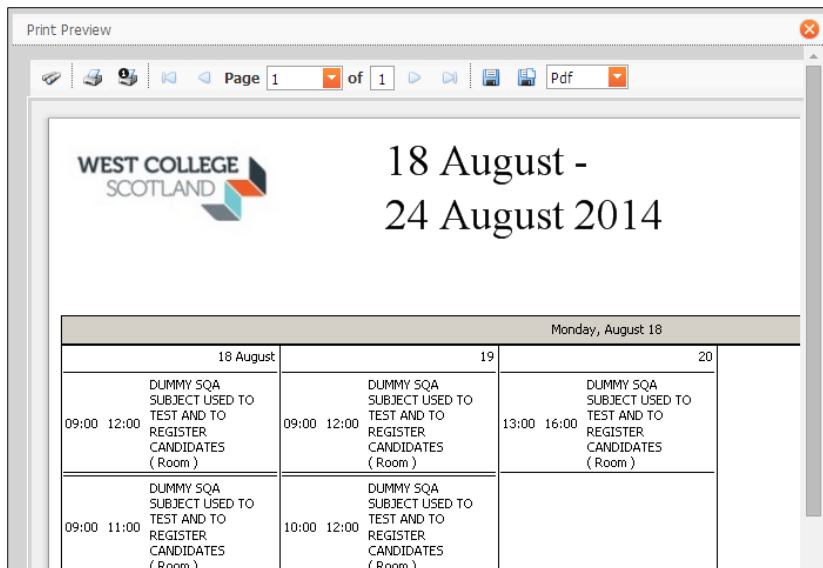 Print Preview
Page 1 of 1 Pdf
WEST COLLEGE
SCOTLAND
18 August -
24 August 2014
Monday, August 18
18 August 19 20
09:00 12:00 DUMMY SQA SUBJECT USED TO TEST AND TO REGISTER CANDIDATES ( Room )
09:00 12:00 DUMMY SQA SUBJECT USED TO TEST AND TO REGISTER CANDIDATES ( Room )
13:00 16:00 DUMMY SQA SUBJECT USED TO TEST AND TO REGISTER CANDIDATES ( Room )
09:00 11:00 DUMMY SQA SUBJECT USED TO TEST AND TO REGISTER CANDIDATES ( Room )
10:00 12:00 DUMMY SQA SUBJECT USED TO TEST AND TO REGISTER CANDIDATES ( Room )